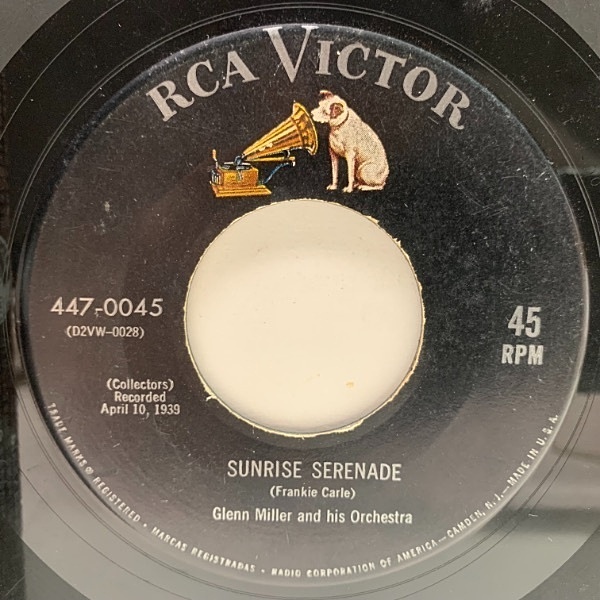 RCA VICTOR
447-0045
(D2VW-0028)
45
RPM
(Collectors)
Recorded
April 10, 1939
SUNRISE SERENADE
(Frankie Carle)
Glenn Miller and his Orchestra
TRADE MARKS ® REGISTERED • MARCAS REGISTRADAS • RADIO CORPORATION OF AMERICA—CAMDEN, N. J.—MADE IN U. S. A.